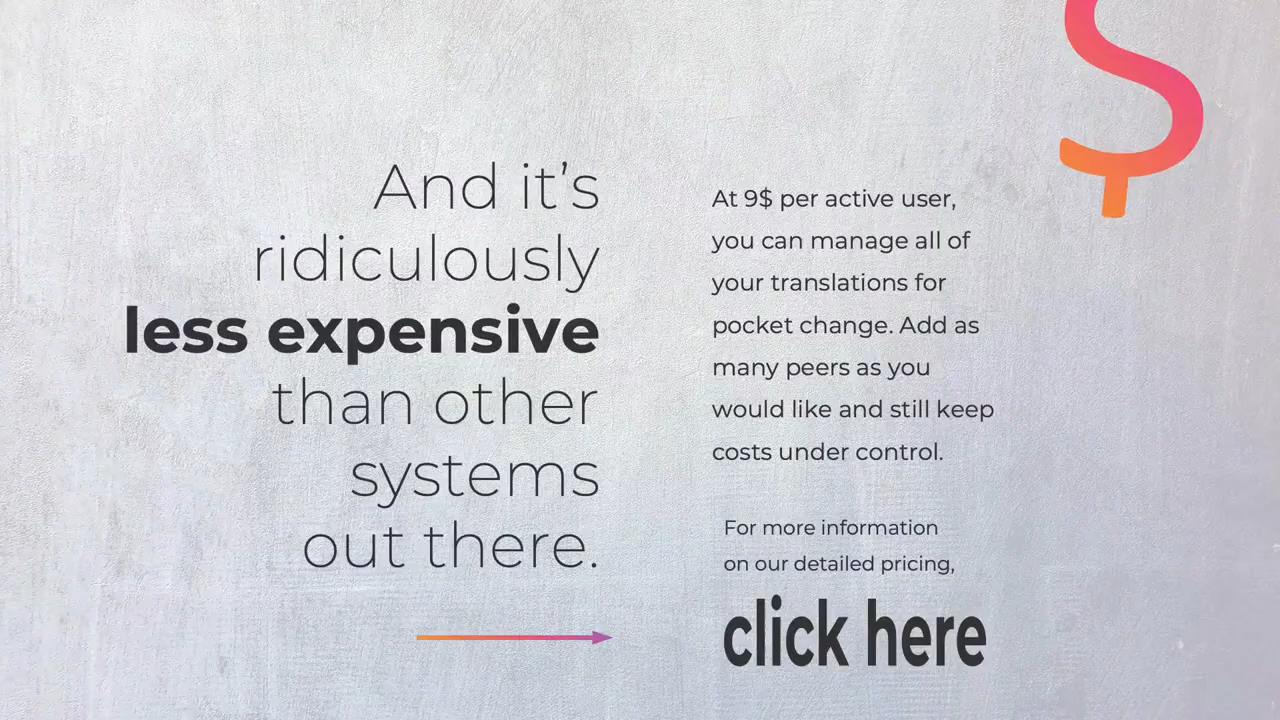 And it’s
ridiculously
less expensive
than other
systems
out there.
At 9$ per active user,
you can manage all of
your translations for
pocket change. Add as
many peers as you
would like and still keep
costs under control.
For more information
on our detailed pricing,
click here
$